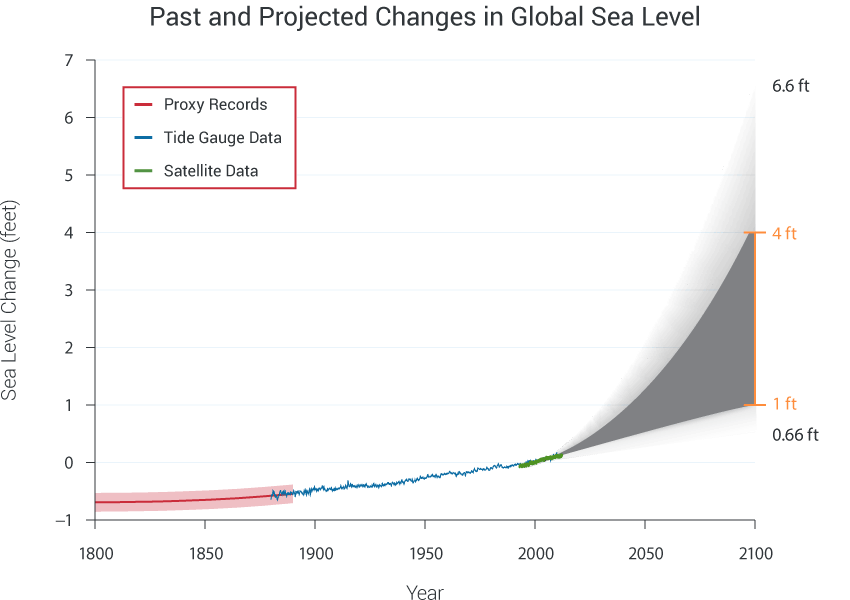 Past and Projected Changes in Global Sea Level
Sea Level Change (feet)
7
6
5
4
3
2
1
0
–1
Proxy Records
Tide Gauge Data
Satellite Data
6.6 ft
4 ft
1 ft
0.66 ft
1800 1850 1900 1950 2000 2050 2100
Year